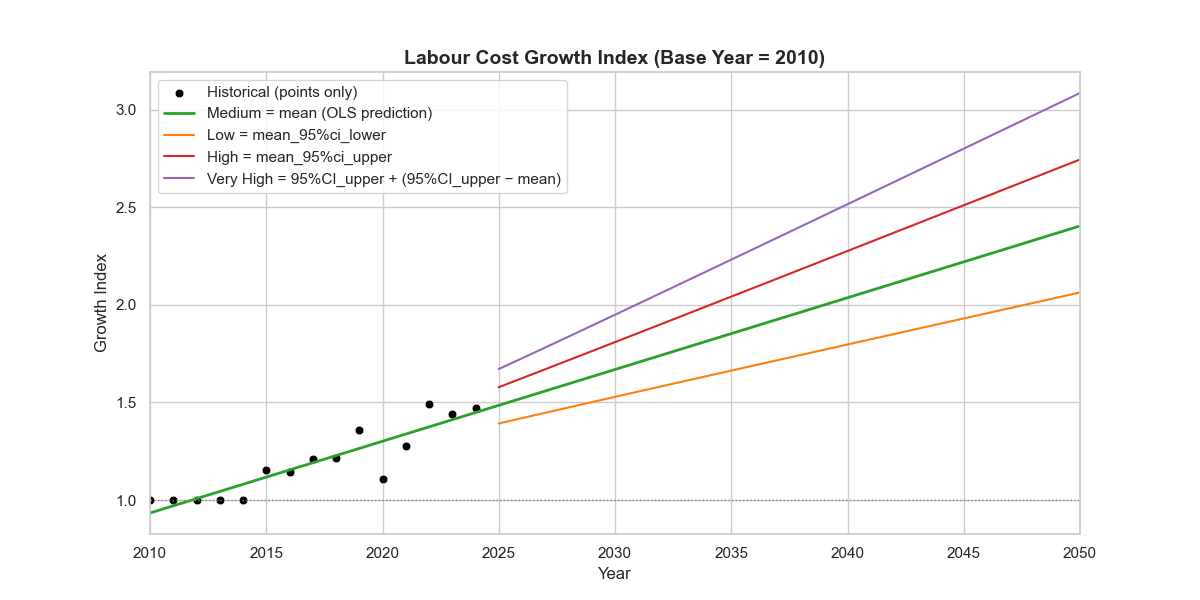 Labour Cost Growth Index (Base Year = 2010)
Historical (points only)
Medium = mean (OLS prediction)
Low = mean_95%ci_lower
High = mean_95%ci_upper
Very High = 95%CI_upper + (95%CI_upper − mean)
Growth Index
3.0
2.5
2.0
1.5
1.0
2010 2015 2020 2025 2030 2035 2040 2045 2050
Year